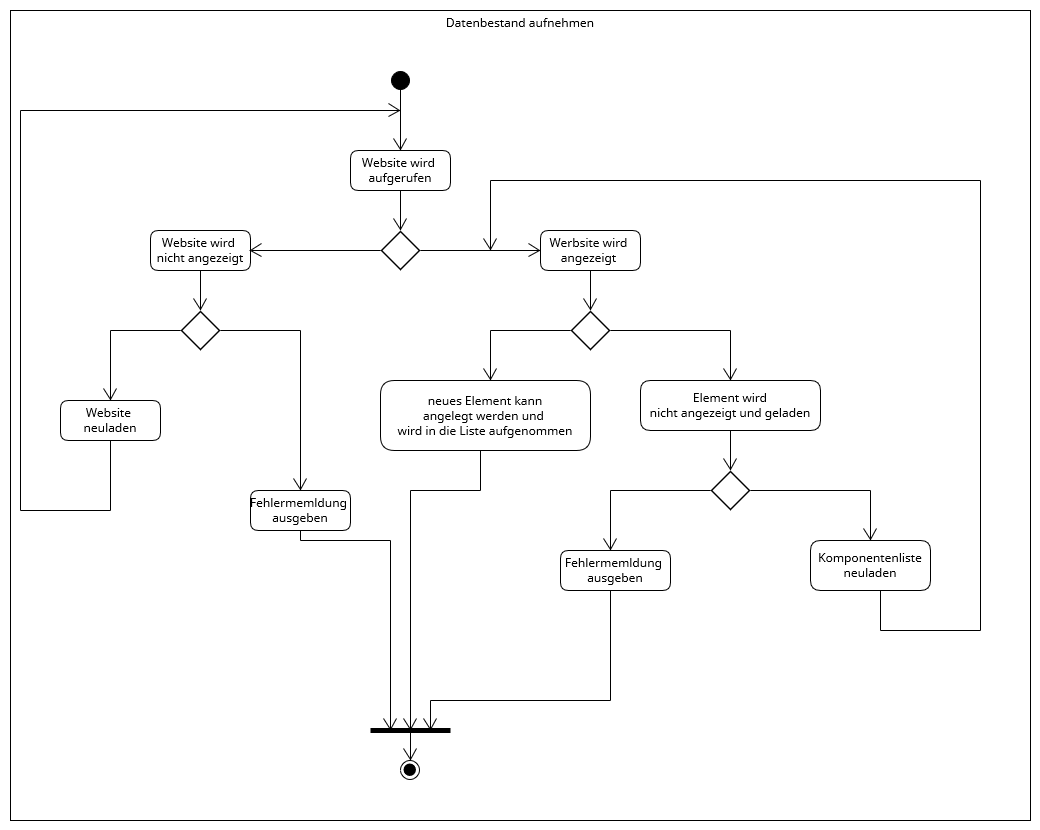 Datenbestand aufnehmen
Website wird
aufgerufen
Website wird
nicht angezeigt
Werbsite wird
angezeigt
neues Element kann
angelegt werden und
wird in die Liste aufgenommen
Element wird
nicht angezeigt und geladen
Website
neuladen
Fehlermemldung
ausgeben
Fehlermemldung
ausgeben
Komponentenliste
neuladen